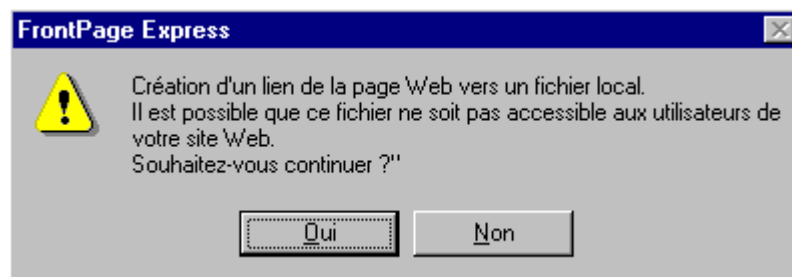 FrontPage Express
Création d'un lien de la page Web vers un fichier local.
Il est possible que ce fichier ne soit pas accessible aux utilisateurs de
votre site Web.
Souhaitez-vous continuer ?"
Oui Non